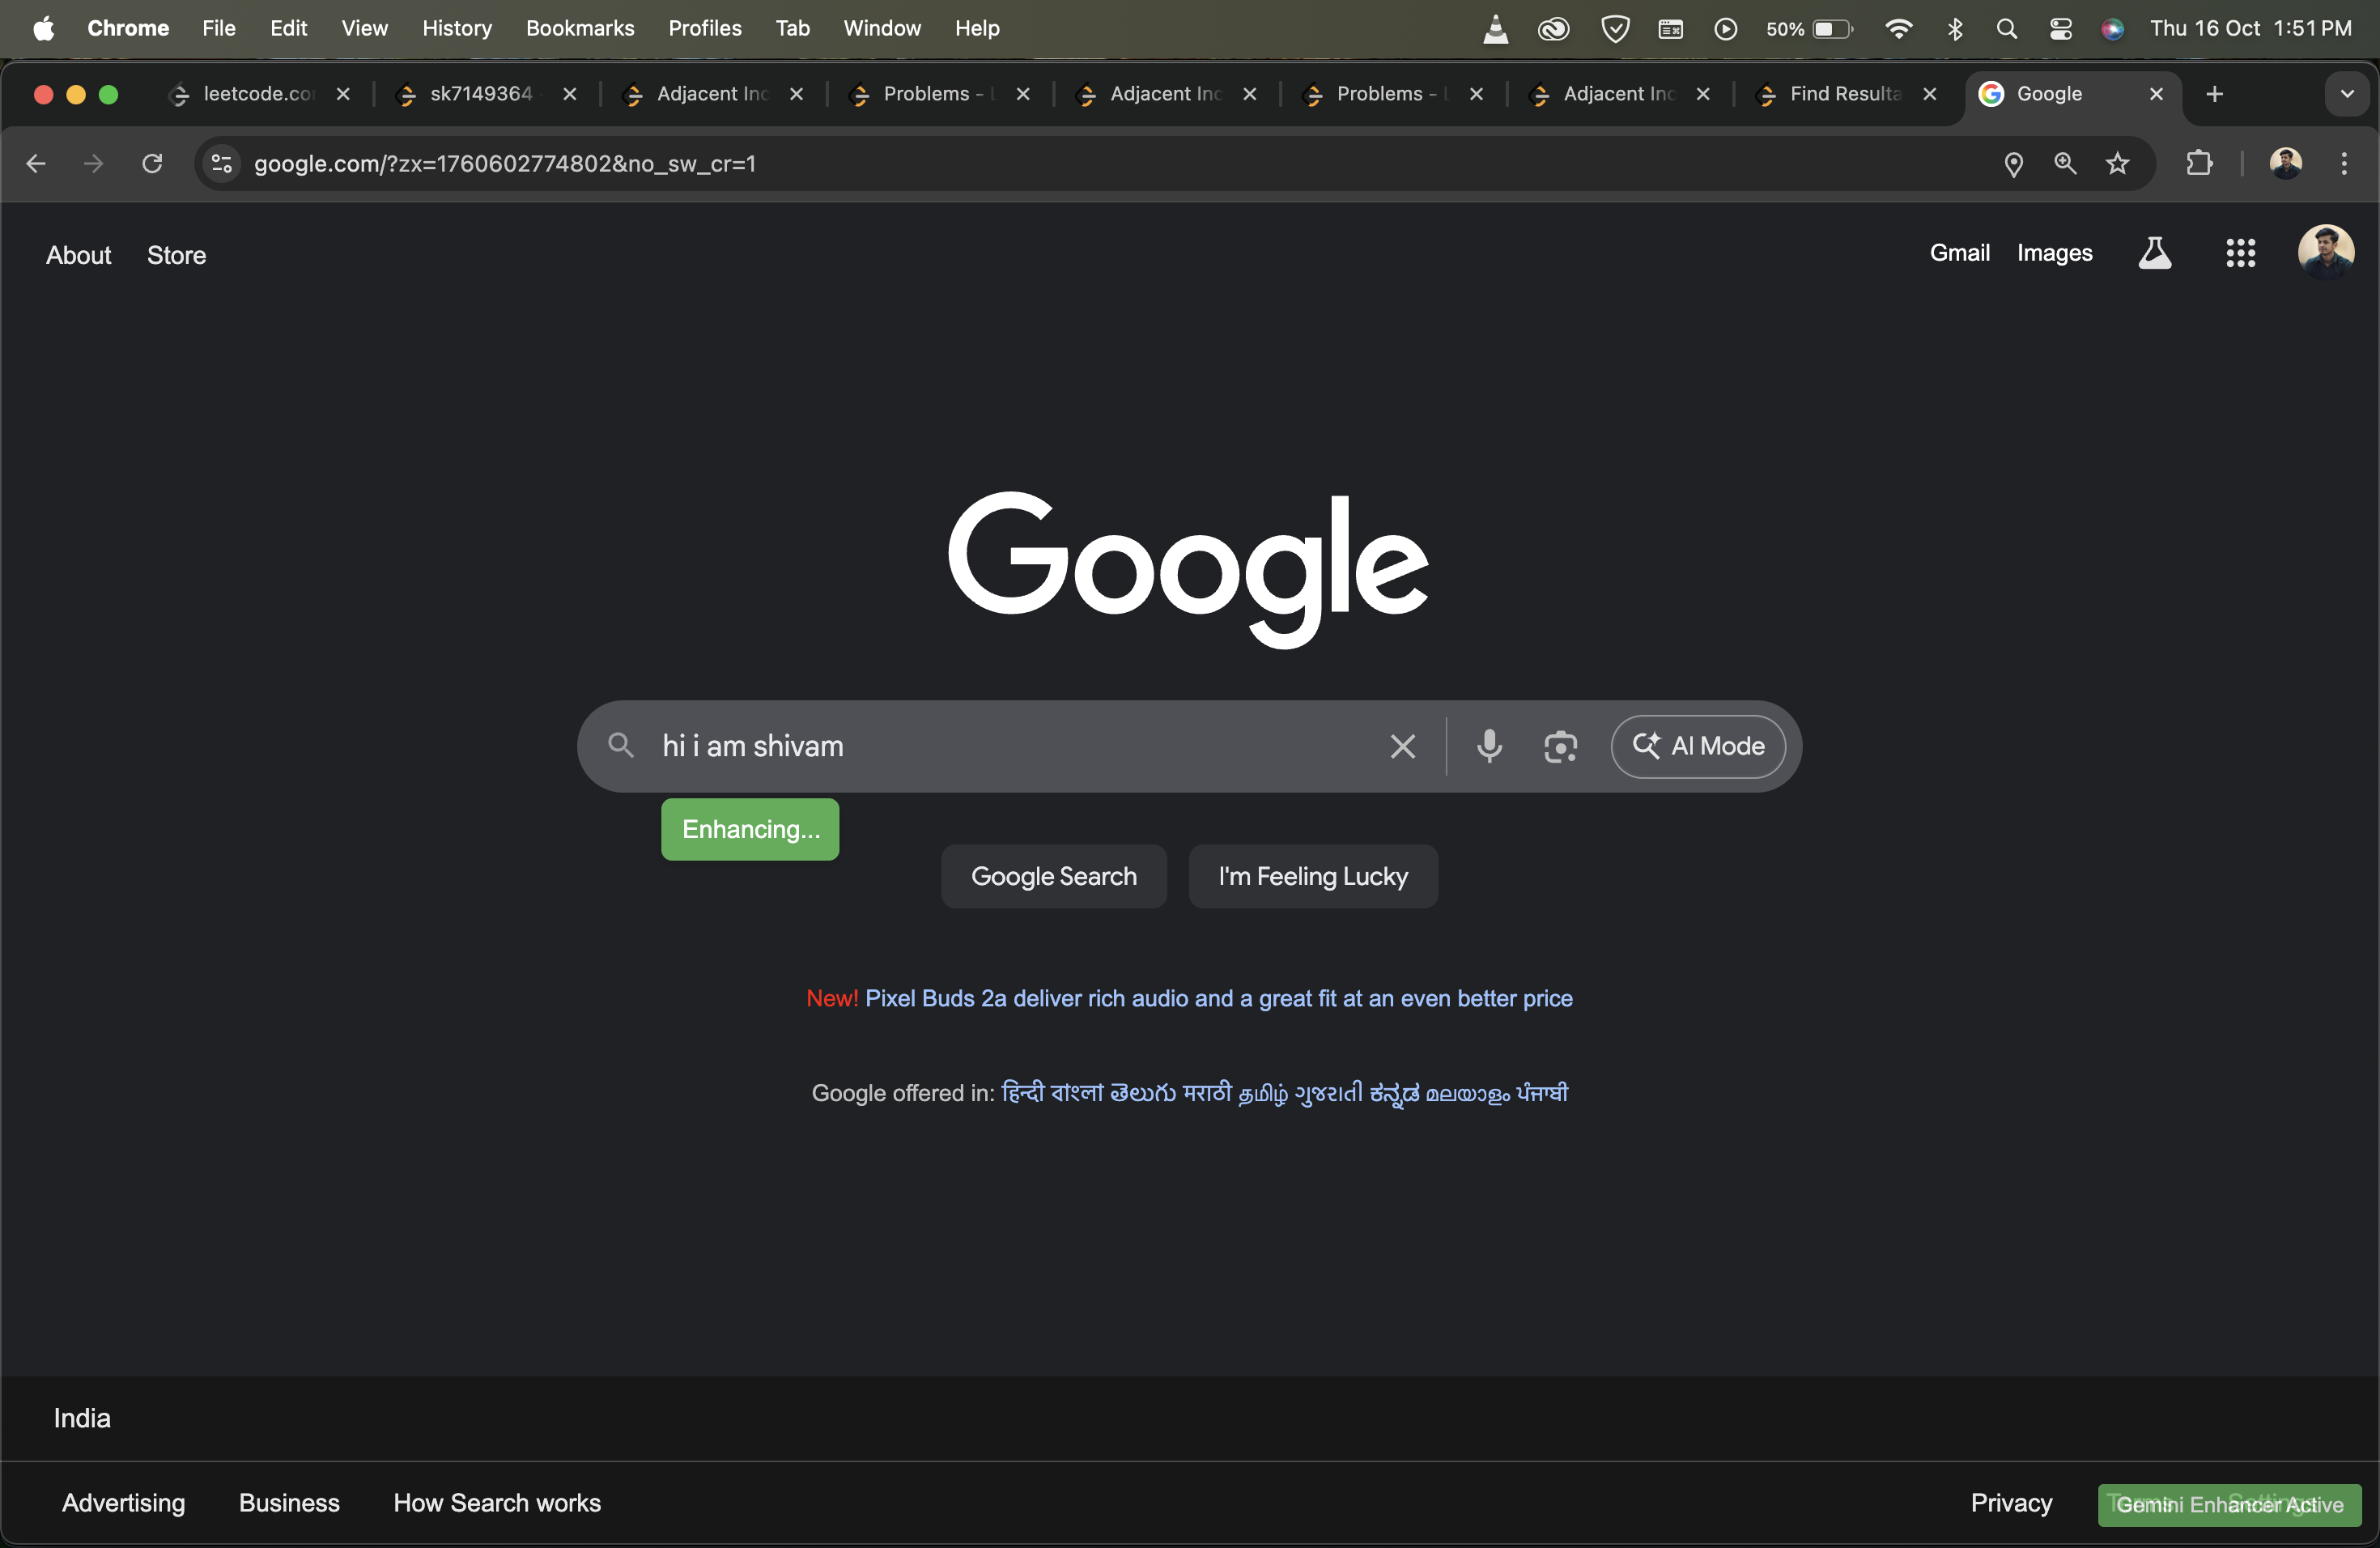 Chrome File Edit View History Bookmarks Profiles Tab Window Help 50% Thu 16 Oct 1:51 PM
leetcode.co sk7149364 Adjacent Inc Problems - Adjacent Inc Problems - Adjacent Inc Find Resulta Google
google.com/?zx=1760602774802&no_sw_cr=1
About Store Gmail Images
Google
hi i am shivam AI Mode
Enhancing...
Google Search I'm Feeling Lucky
New! Pixel Buds 2a deliver rich audio and a great fit at an even better price
Google offered in: हिन्दी বাংলা తెలుగు मराठी தமிழ் ગુજરાતી ಕನ್ನಡ മലയാളം ਪੰਜਾਬੀ
India
Advertising Business How Search works Privacy Terms Settings
Gemini Enhancer Active